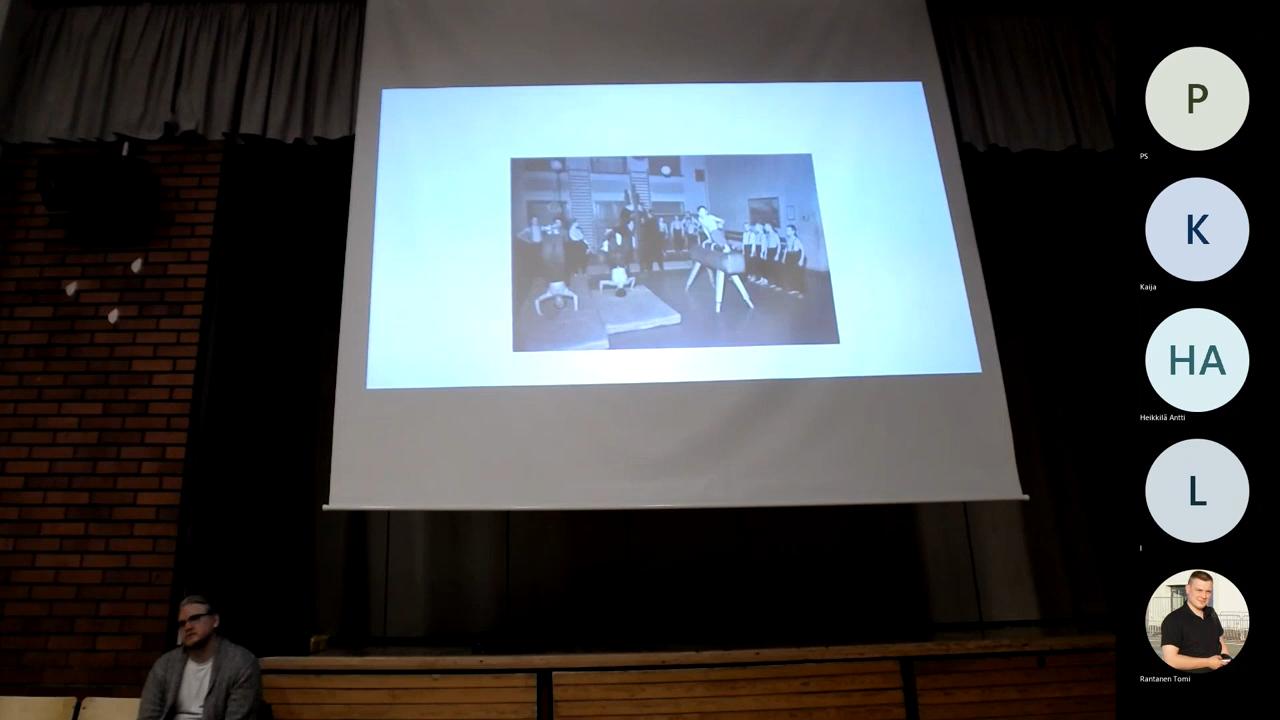 P
PS
K
Kaija
HA
Heikkilä Antti
L
l
Rantanen Tomi